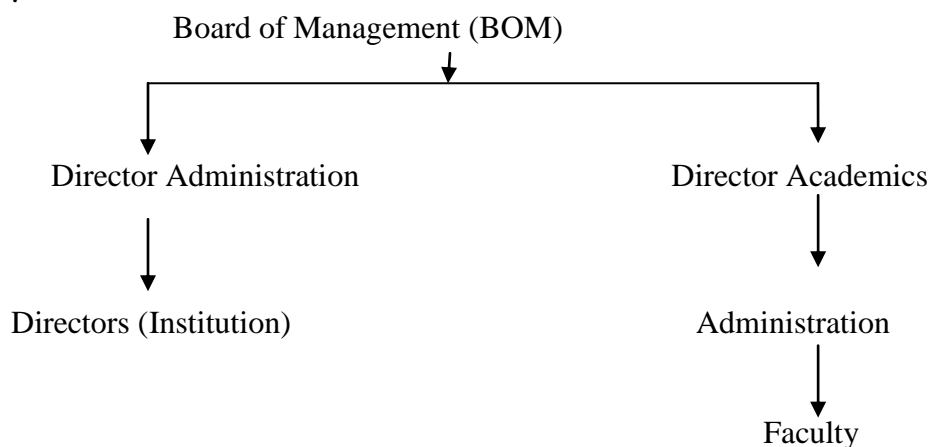 Board of Management (BOM)
Director Administration
Director Academics
Directors (Institution)
Administration
Faculty